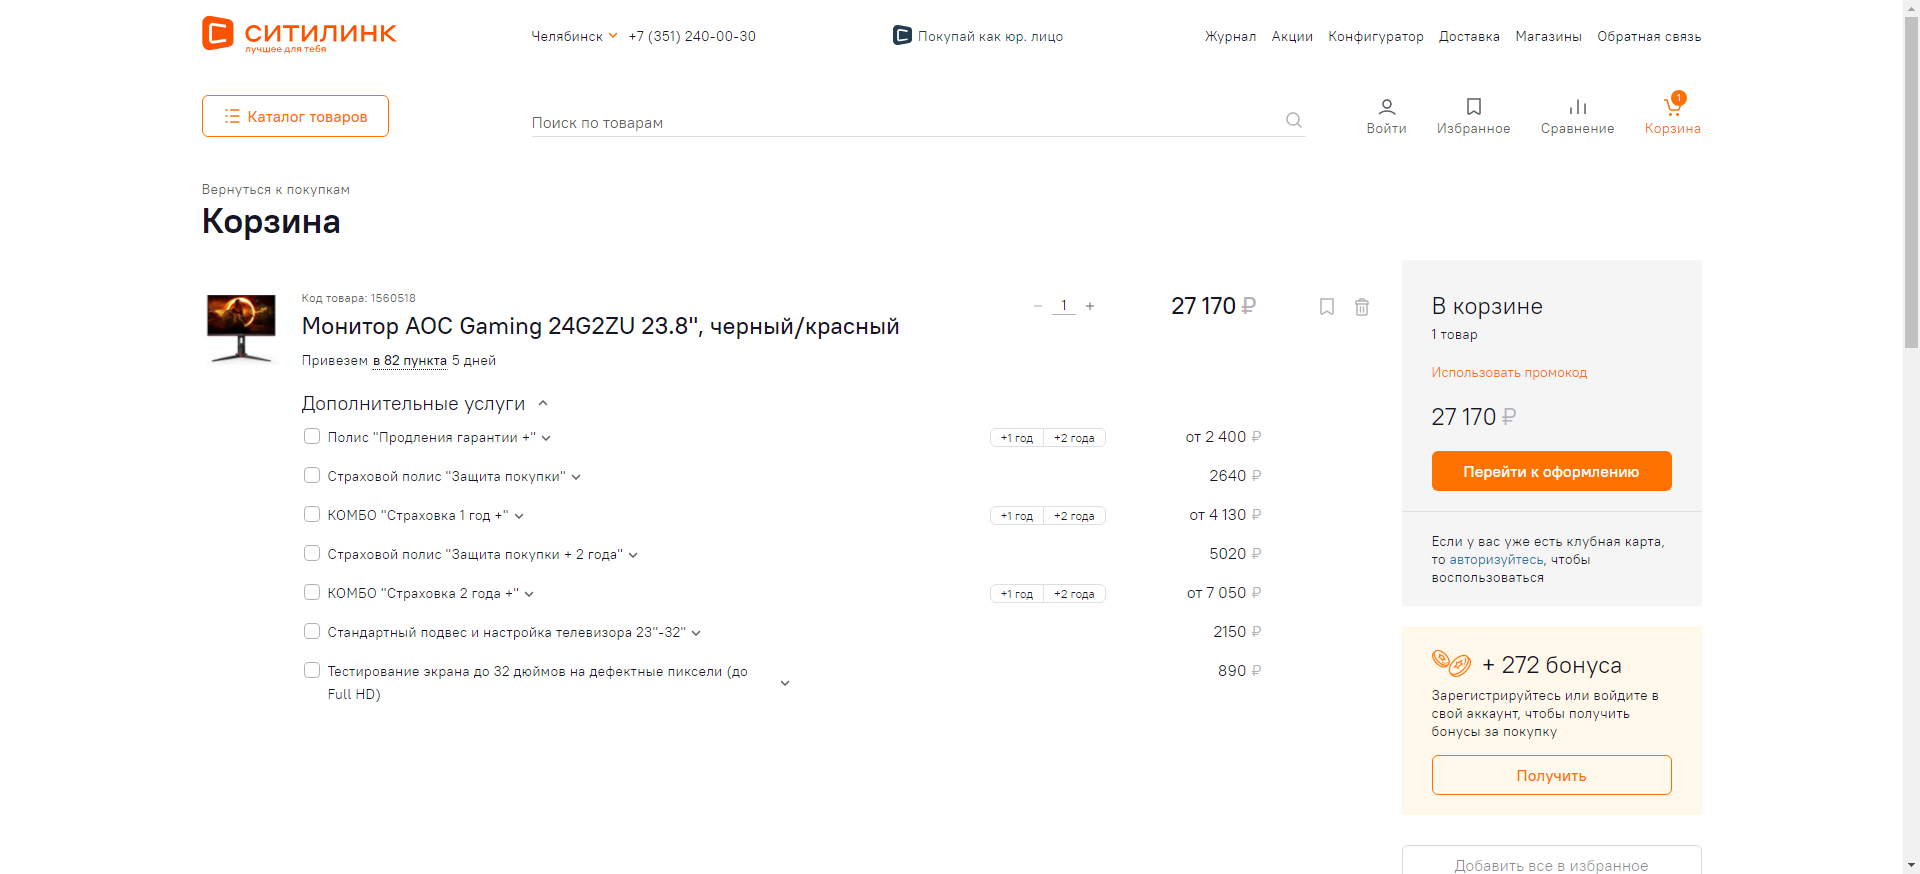 СИТИЛИНК
лучшее для тебя
Челябинск +7 (351) 240-00-30
Покупай как юр. лицо
Журнал Акции Конфигуратор Доставка Магазины Обратная связь
Каталог товаров
Поиск по товарам
Войти Избранное Сравнение Корзина
1
Вернуться к покупкам
Корзина
Код товара: 1560518
Монитор AOC Gaming 24G2ZU 23.8", черный/красный
Привезем в 82 пункта 5 дней
− 1 +
27 170 ₽
Дополнительные услуги
Полис "Продления гарантии +" +1 год +2 года от 2 400 ₽
Страховой полис "Защита покупки" 2640 ₽
КОМБО "Страховка 1 год +" +1 год +2 года от 4 130 ₽
Страховой полис "Защита покупки + 2 года" 5020 ₽
КОМБО "Страховка 2 года +" +1 год +2 года от 7 050 ₽
Стандартный подвес и настройка телевизора 23"-32" 2150 ₽
Тестирование экрана до 32 дюймов на дефектные пиксели (до
Full HD)
890 ₽
В корзине
1 товар
Использовать промокод
27 170 ₽
Перейти к оформлению
Если у вас уже есть клубная карта,
то авторизуйтесь, чтобы
воспользоваться
+ 272 бонуса
Зарегистрируйтесь или войдите в
свой аккаунт, чтобы получить
бонусы за покупку
Получить
Добавить все в избранное